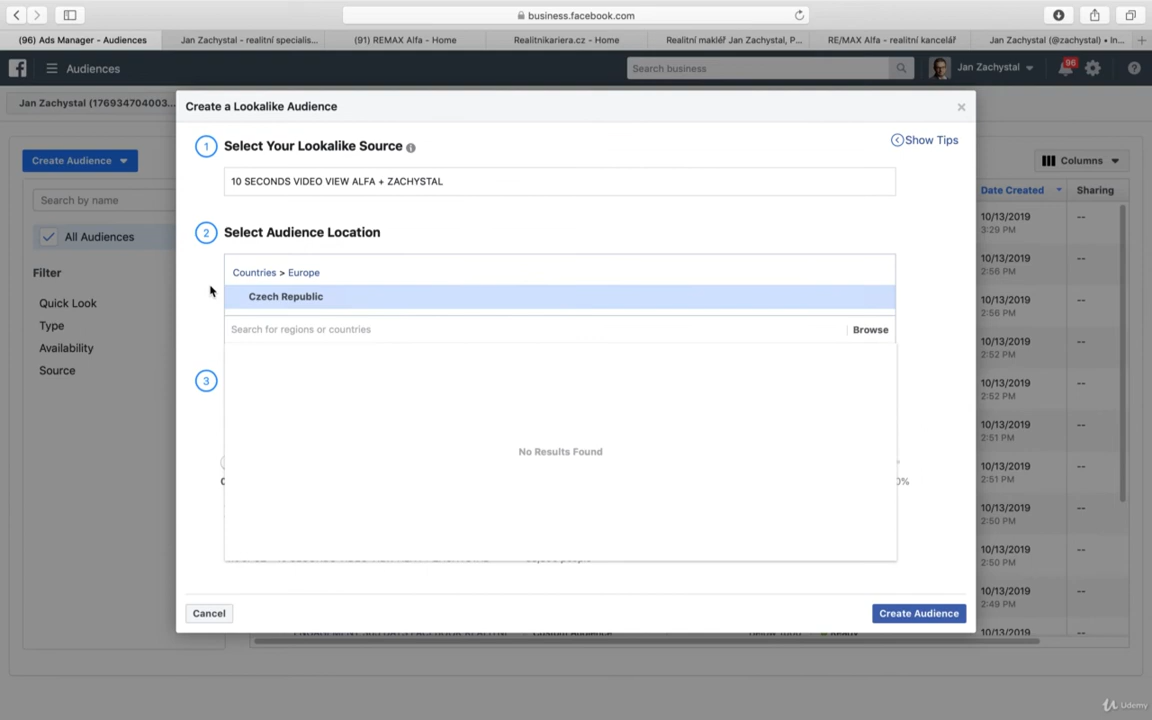 business.facebook.com
(96) Ads Manager - Audiences
Jan Zachystal - realitní specialis...
(91) REMAX Alfa - Home
Realitnikariera.cz - Home
Realitní makléř Jan Zachystal, P...
RE/MAX Alfa - realitní kancelář
Jan Zachystal (@zachystal) • In...
Audiences
Search business
Jan Zachystal
96
Jan Zachystal (176934704003...
Create a Lookalike Audience
Create Audience
1
Select Your Lookalike Source
Show Tips
Columns
Search by name
10 SECONDS VIDEO VIEW ALFA + ZACHYSTAL
Date Created
Sharing
All Audiences
2
Select Audience Location
10/13/2019
3:29 PM
--
Filter
Countries > Europe
10/13/2019
2:56 PM
--
Quick Look
Czech Republic
10/13/2019
2:56 PM
--
Type
Search for regions or countries
Browse
10/13/2019
2:52 PM
--
Availability
Source
3
10/13/2019
2:52 PM
--
10/13/2019
2:51 PM
--
No Results Found
10/13/2019
2:51 PM
--
0%
10/13/2019
2:50 PM
--
10/13/2019
2:50 PM
--
10/13/2019
2:49 PM
--
Cancel
Create Audience
10/13/2019
--
Udemy